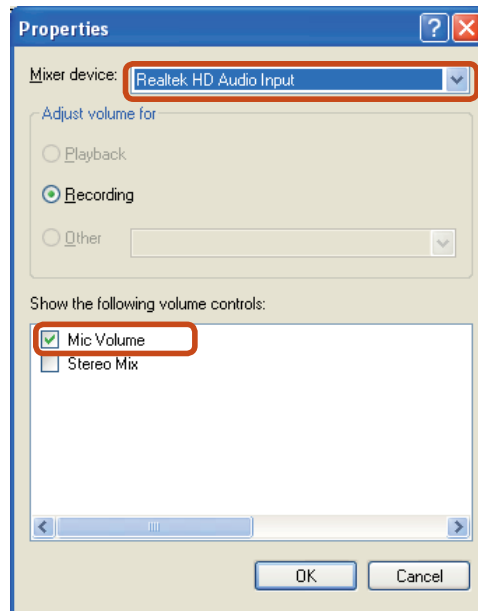 Properties
Mixer device: Realtek HD Audio Input
Adjust volume for
Playback
Recording
Other
Show the following volume controls:
Mic Volume
Stereo Mix
OK Cancel